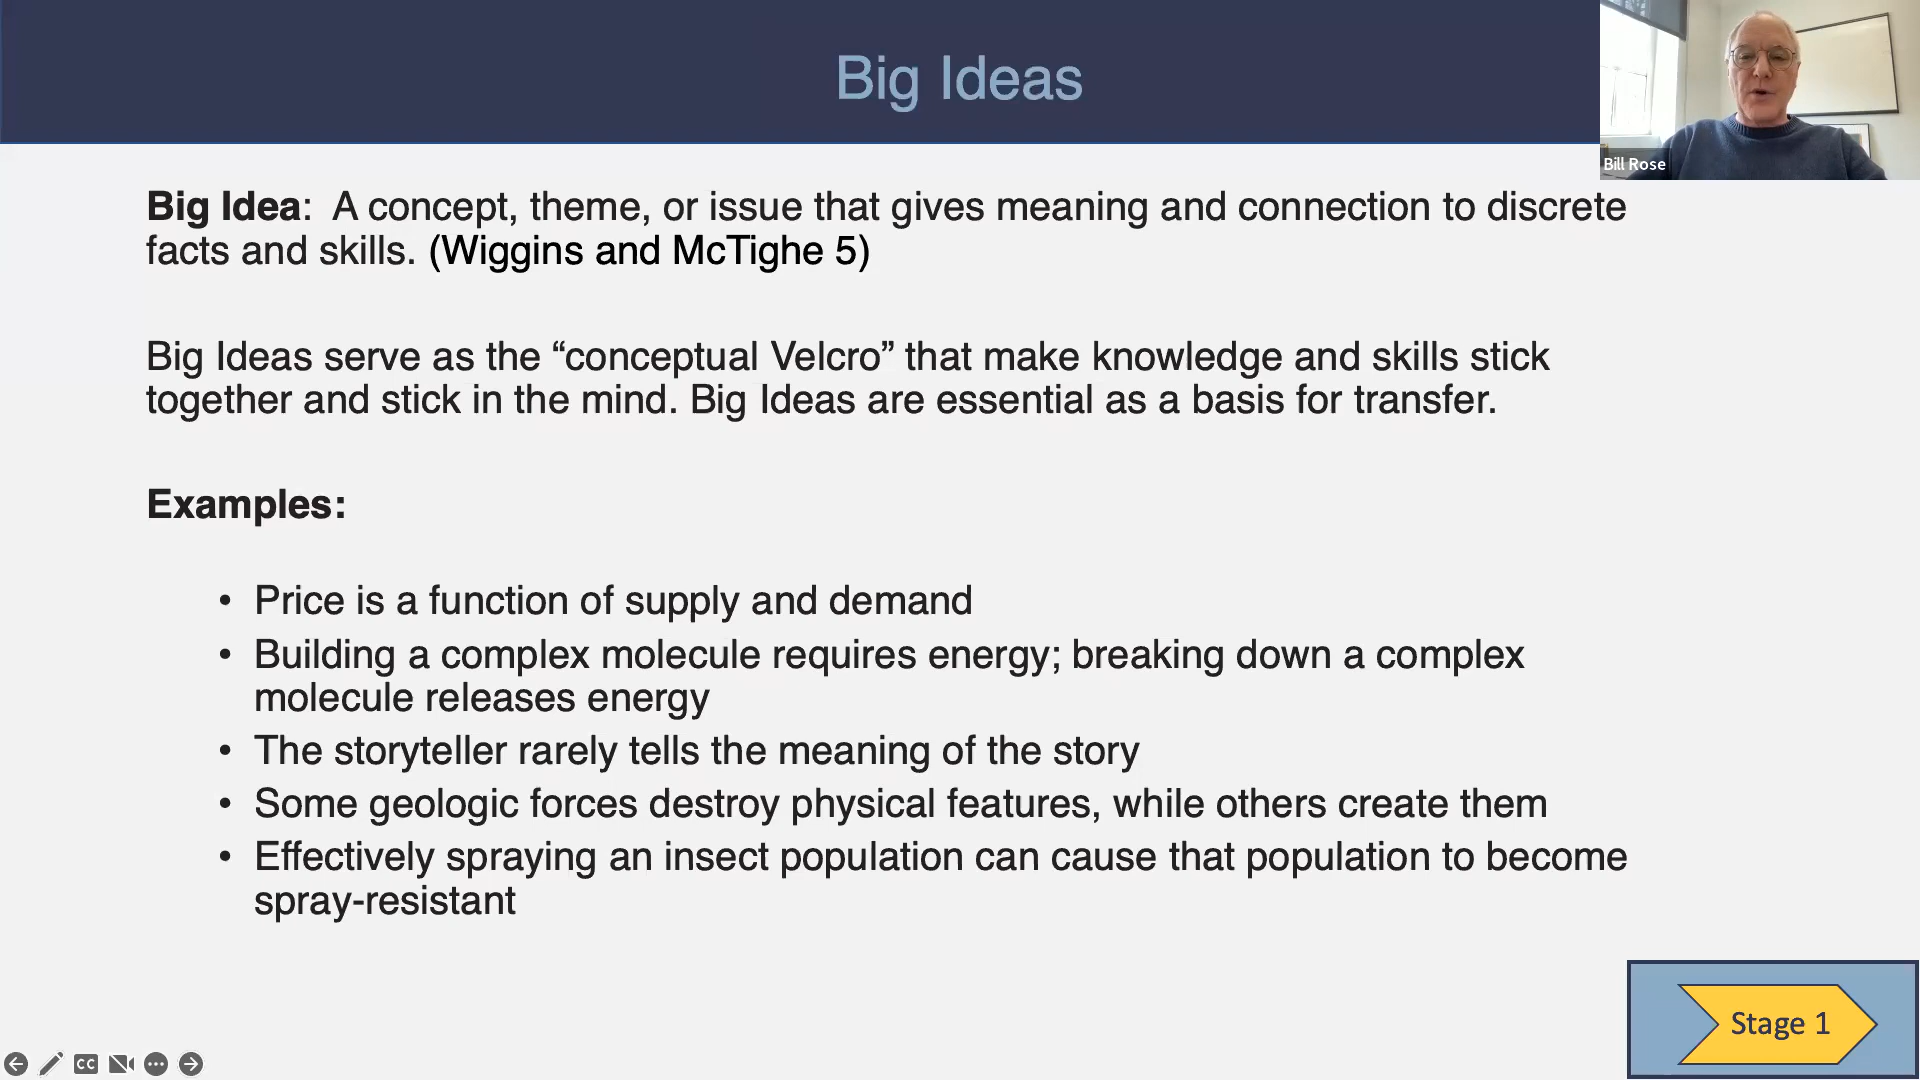 Big Ideas
Bill Rose
Big Idea: A concept, theme, or issue that gives meaning and connection to discrete
facts and skills. (Wiggins and McTighe 5)
Big Ideas serve as the “conceptual Velcro” that make knowledge and skills stick
together and stick in the mind. Big Ideas are essential as a basis for transfer.
Examples:
• Price is a function of supply and demand
• Building a complex molecule requires energy; breaking down a complex
molecule releases energy
• The storyteller rarely tells the meaning of the story
• Some geologic forces destroy physical features, while others create them
• Effectively spraying an insect population can cause that population to become
spray-resistant
Stage 1
CC